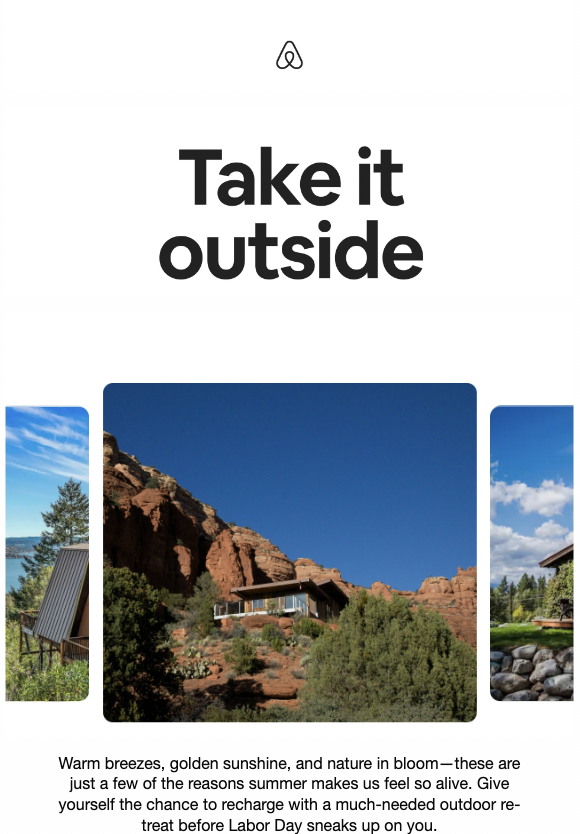 Take it
outside
Warm breezes, golden sunshine, and nature in bloom—these are
just a few of the reasons summer makes us feel so alive. Give
yourself the chance to recharge with a much-needed outdoor re-
treat before Labor Day sneaks up on you.